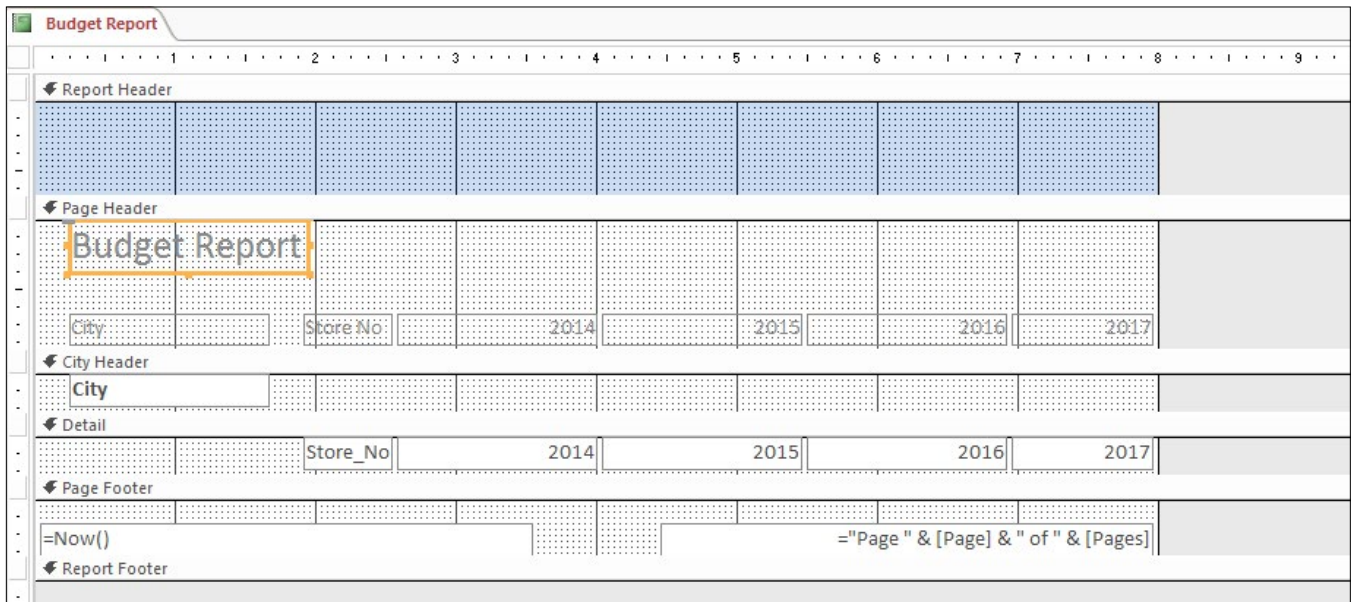 Budget Report
1 2 3 4 5 6 7 8 9
Report Header
Page Header
Budget Report
City Store No 2014 2015 2016 2017
City Header
City
Detail
Store_No 2014 2015 2016 2017
Page Footer
=Now() ="Page " & [Page] & " of " & [Pages]
Report Footer